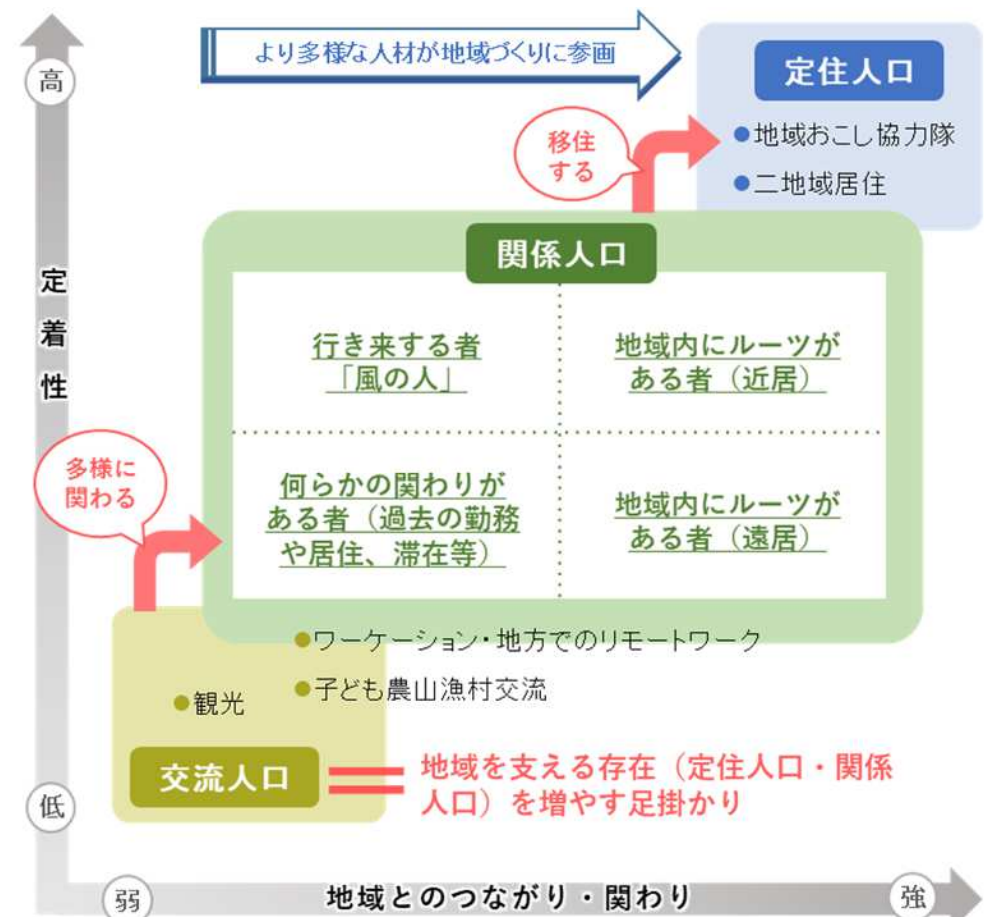 高
より多様な人材が地域づくりに参画
定住人口
●地域おこし協力隊
●二地域居住
移住
する
関係人口
定
着
性
行き来する者
「風の人」
地域内にルーツが
ある者（近居）
多様に
関わる
何らかの関わりが
ある者（過去の勤務
や居住、滞在等）
地域内にルーツが
ある者（遠居）
●ワーケーション・地方でのリモートワーク
●子ども農山漁村交流
●観光
交流人口
地域を支える存在（定住人口・関係
人口）を増やす足掛かり
低
弱
地域とのつながり・関わり
強